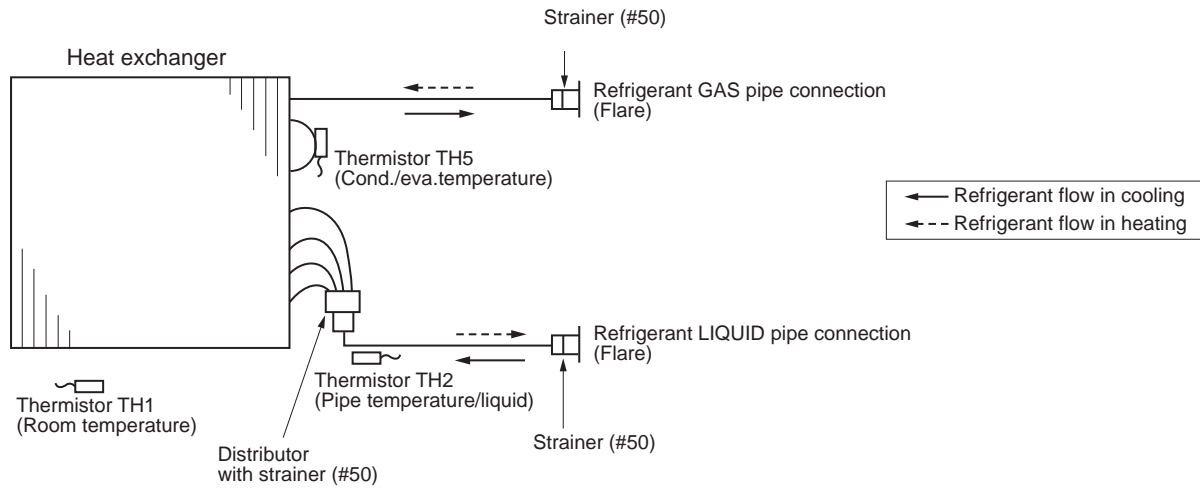 Strainer (#50)
Heat exchanger
Refrigerant GAS pipe connection
(Flare)
Thermistor TH5
(Cond./eva.temperature)
Refrigerant flow in cooling
Refrigerant flow in heating
Refrigerant LIQUID pipe connection
(Flare)
Thermistor TH2
(Pipe temperature/liquid)
Thermistor TH1
(Room temperature)
Strainer (#50)
Distributor
with strainer (#50)